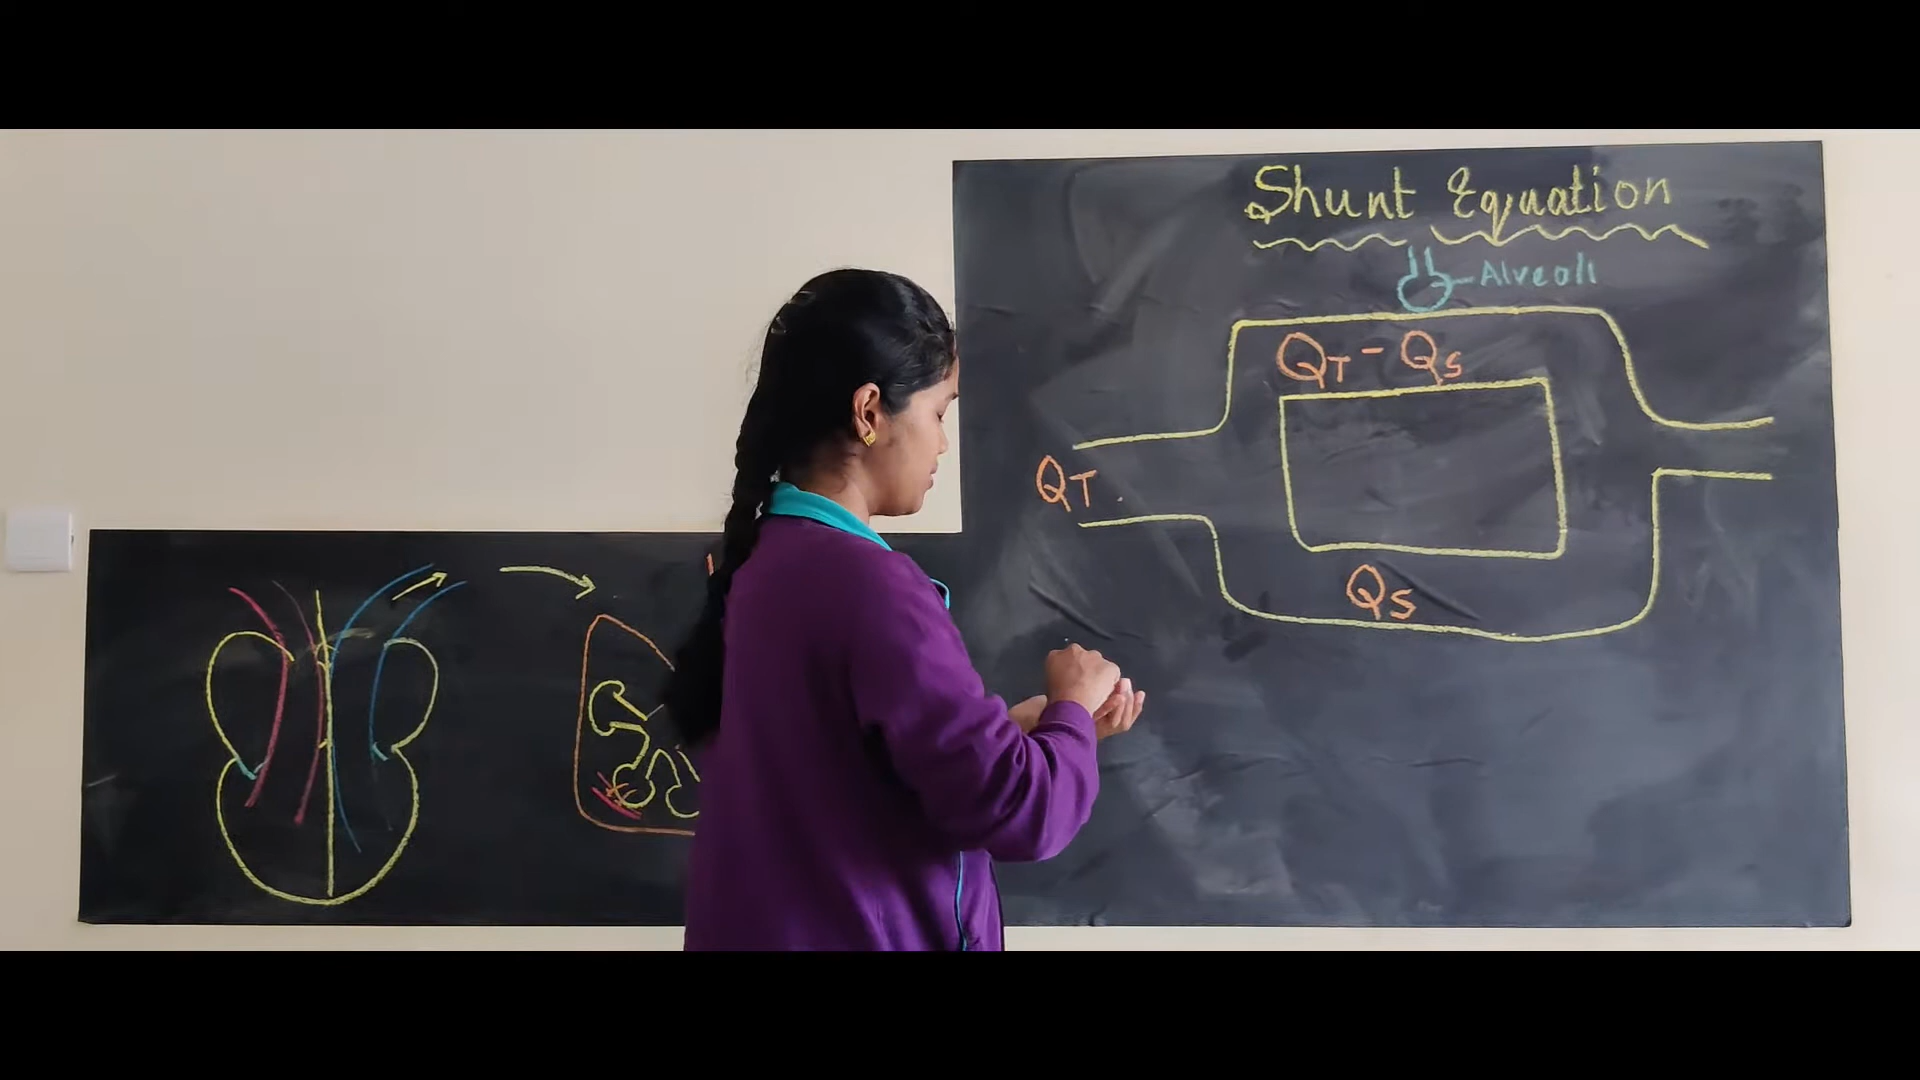 Shunt Equation
Alveoli
QT - QS
QT
QS